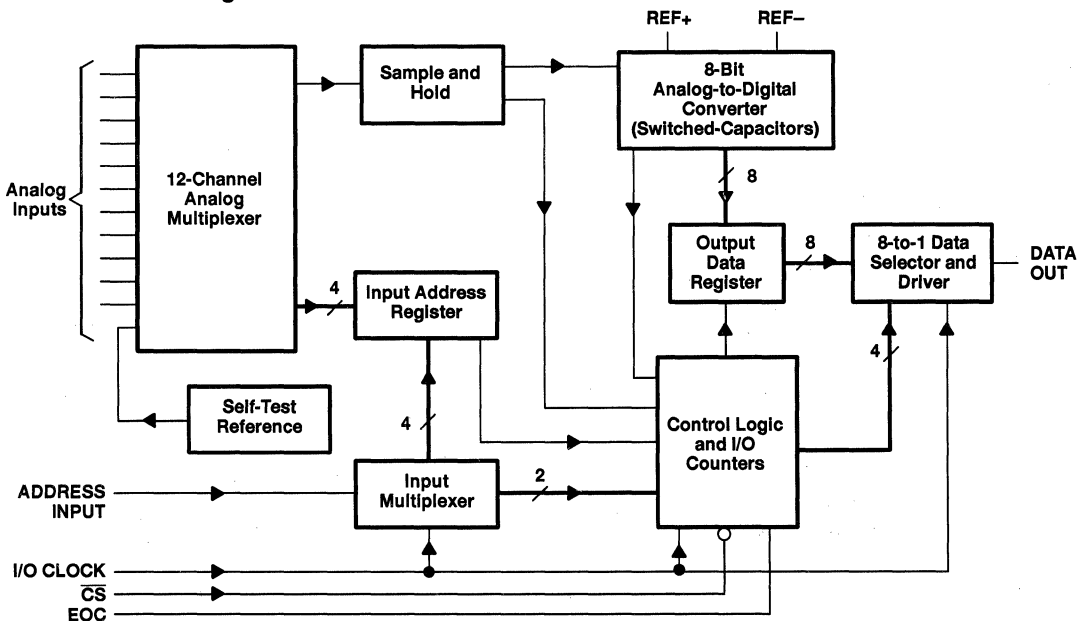 REF+
REF–
8-Bit
Analog-to-Digital
Converter
(Switched-Capacitors)
Sample and
Hold
12-Channel
Analog
Multiplexer
Analog
Inputs
8
Output
Data
Register
8
8-to-1 Data
Selector and
Driver
DATA
OUT
4
Input Address
Register
4
Self-Test
Reference
4
Control Logic
and I/O
Counters
Input
Multiplexer
2
ADDRESS
INPUT
I/O CLOCK
CS
EOC